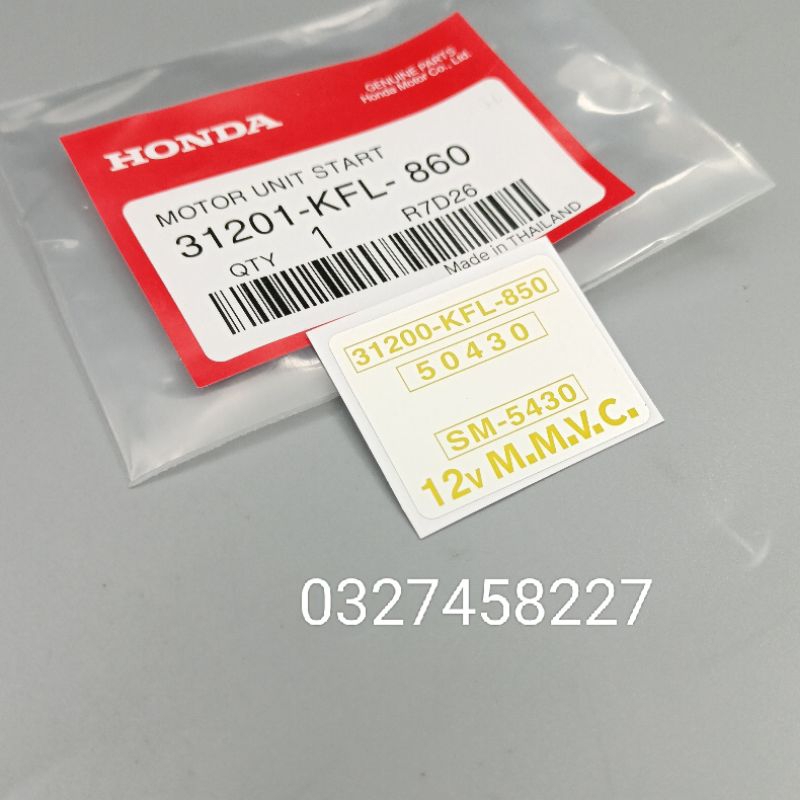 GENUINE PARTS
Honda Motor Co., Ltd.
HONDA
MOTOR UNIT START
31201-KFL- 860
QTY 1 R7D26
Made in THAILAND
31200-KFL-850
50430
SM-5430
12v M.M.V.C.
0327458227